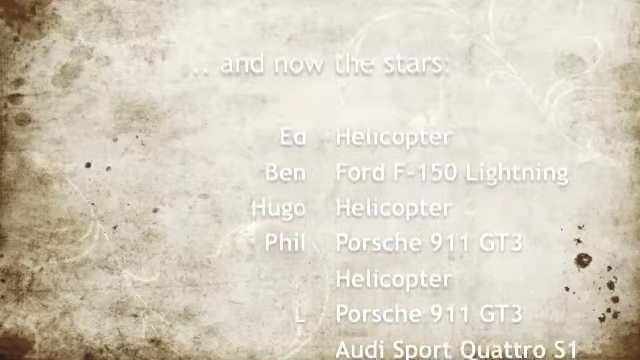 .. and now the stars:
Ed Helicopter
Ben Ford F-150 Lightning
Hugo Helicopter
Phil Porsche 911 GT3
Helicopter
L Porsche 911 GT3
Audi Sport Quattro S1